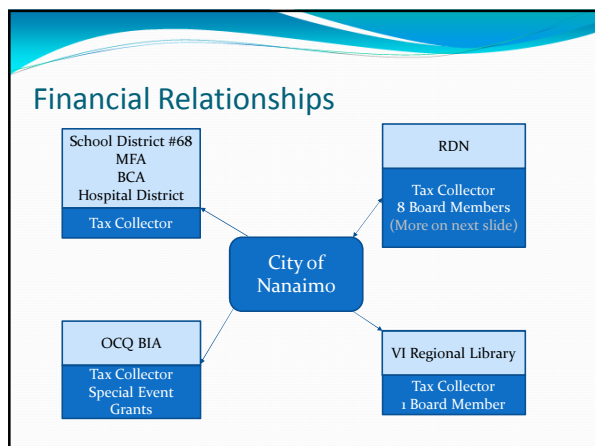 Financial Relationships
School District #68
MFA
BCA
Hospital District
Tax Collector
RDN
Tax Collector
8 Board Members
(More on next slide)
City of
Nanaimo
OCQ BIA
Tax Collector
Special Event
Grants
VI Regional Library
Tax Collector
1 Board Member